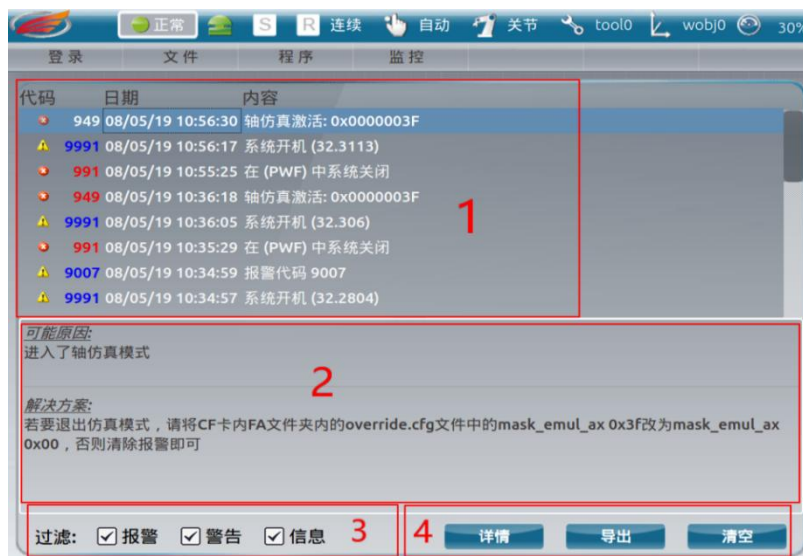 正常 S R 连续 自动 关节 tool0 wobj0 30%
登录 文件 程序 监控
代码 日期 内容
949 08/05/19 10:56:30 轴仿真激活: 0x0000003F
9991 08/05/19 10:56:17 系统开机 (32.3113)
991 08/05/19 10:55:25 在 (PWF) 中系统关闭
949 08/05/19 10:36:18 轴仿真激活: 0x0000003F
9991 08/05/19 10:36:05 系统开机 (32.306)
991 08/05/19 10:35:29 在 (PWF) 中系统关闭
9007 08/05/19 10:34:59 报警代码 9007
9991 08/05/19 10:34:57 系统开机 (32.2804)
1
可能原因:
进入了轴仿真模式
2
解决方案:
若要退出仿真模式，请将CF卡内FA文件夹内的override.cfg文件中的mask_emul_ax 0x3f改为mask_emul_ax
0x00，否则清除报警即可
过滤: 报警 警告 信息 3 4 详情 导出 清空